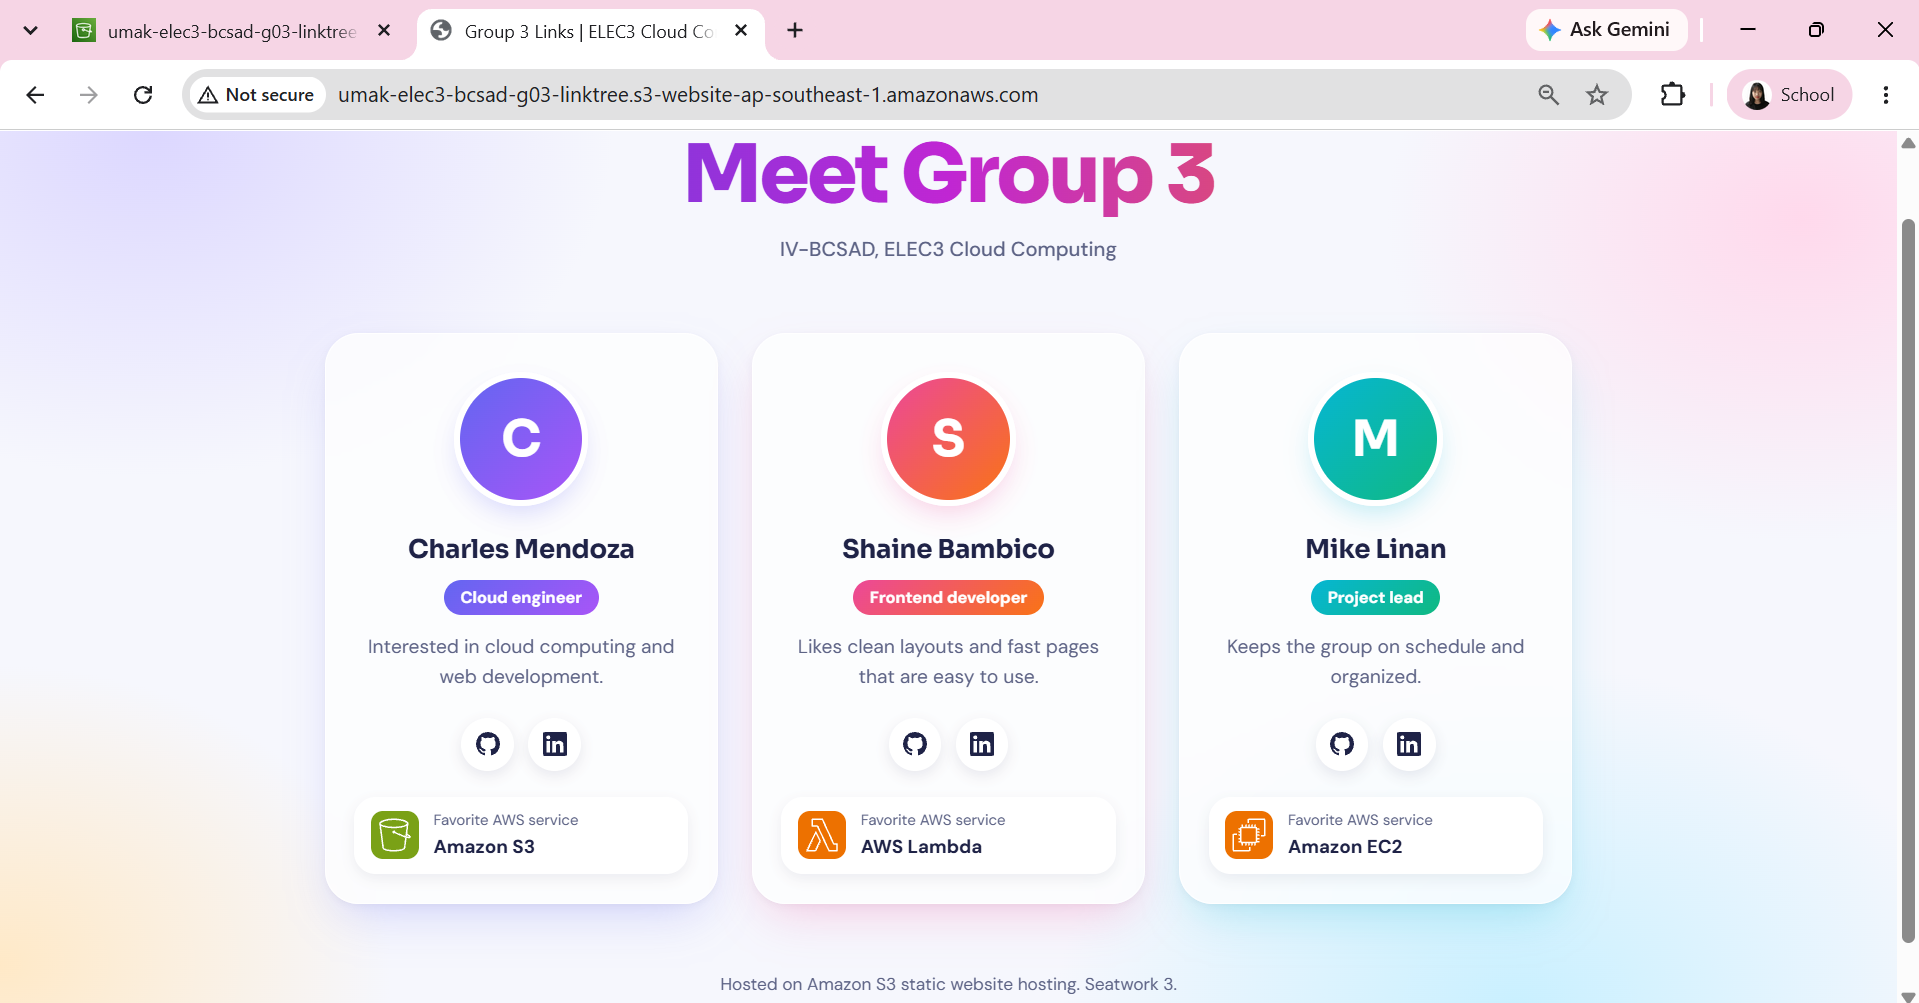 umak-elec3-bcsad-g03-linktree
Group 3 Links | ELEC3 Cloud Co
Ask Gemini
Not secure
umak-elec3-bcsad-g03-linktree.s3-website-ap-southeast-1.amazonaws.com
School
Meet Group 3
IV-BCSAD, ELEC3 Cloud Computing
C
Charles Mendoza
Cloud engineer
Interested in cloud computing and
web development.
in
Favorite AWS service
Amazon S3
S
Shaine Bambico
Frontend developer
Likes clean layouts and fast pages
that are easy to use.
in
Favorite AWS service
AWS Lambda
M
Mike Linan
Project lead
Keeps the group on schedule and
organized.
in
Favorite AWS service
Amazon EC2
Hosted on Amazon S3 static website hosting. Seatwork 3.